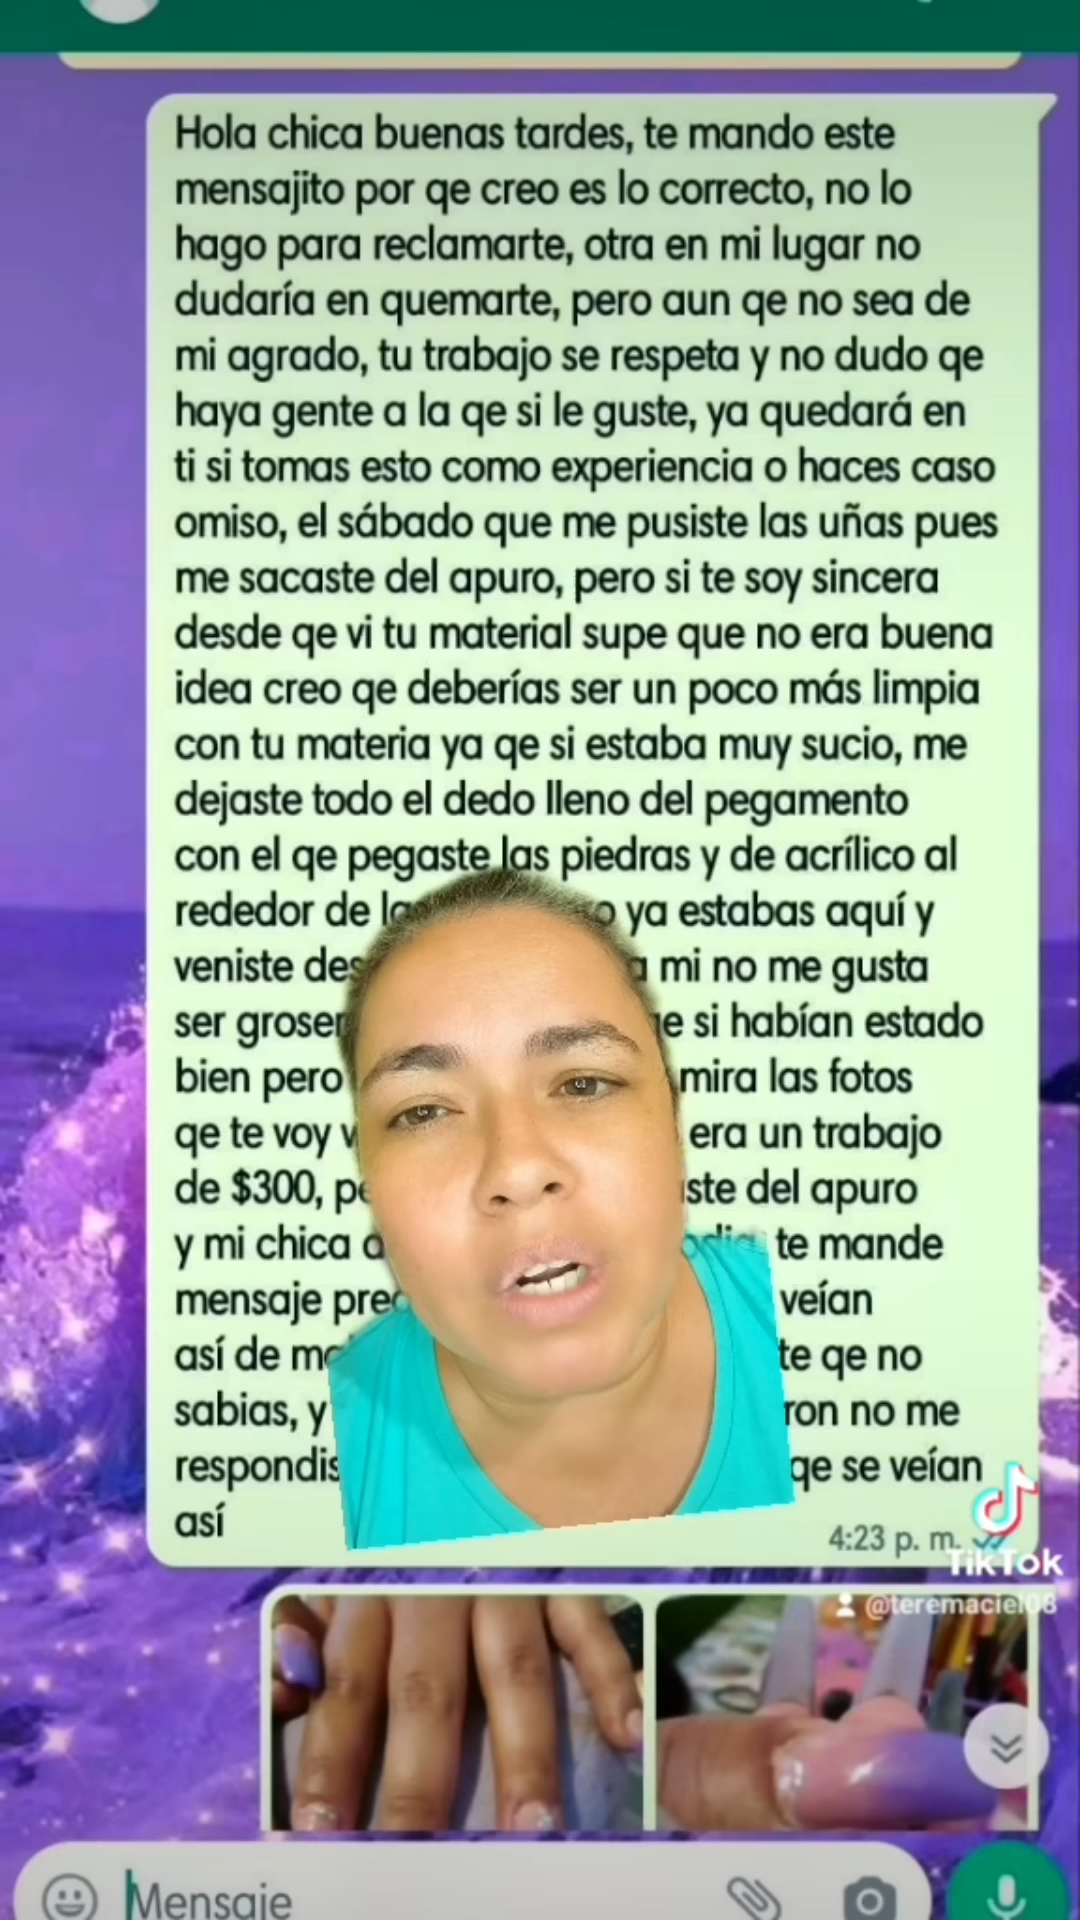 Hola chica buenas tardes, te mando este
mensajito por qe creo es lo correcto, no lo
hago para reclamarte, otra en mi lugar no
dudaría en quemarte, pero aun qe no sea de
mi agrado, tu trabajo se respeta y no dudo qe
haya gente a la qe si le guste, ya quedará en
ti si tomas esto como experiencia o haces caso
omiso, el sábado que me pusiste las uñas pues
me sacaste del apuro, pero si te soy sincera
desde qe vi tu material supe que no era buena
idea creo qe deberías ser un poco más limpia
con tu materia ya qe si estaba muy sucio, me
dejaste todo el dedo lleno del pegamento
con el qe pegaste las piedras y de acrílico al
rededor de ya estabas aquí y
veniste mi no me gusta
ser si habían estado
bien pero mira las fotos
qe te voy era un trabajo
de $300, del apuro
y mi chica te mande
mensaje veían
así de qe no
sabias, y no me
qe se veían
así
4:23 p. m.
TikTok
@teremaciel08
Mensaje